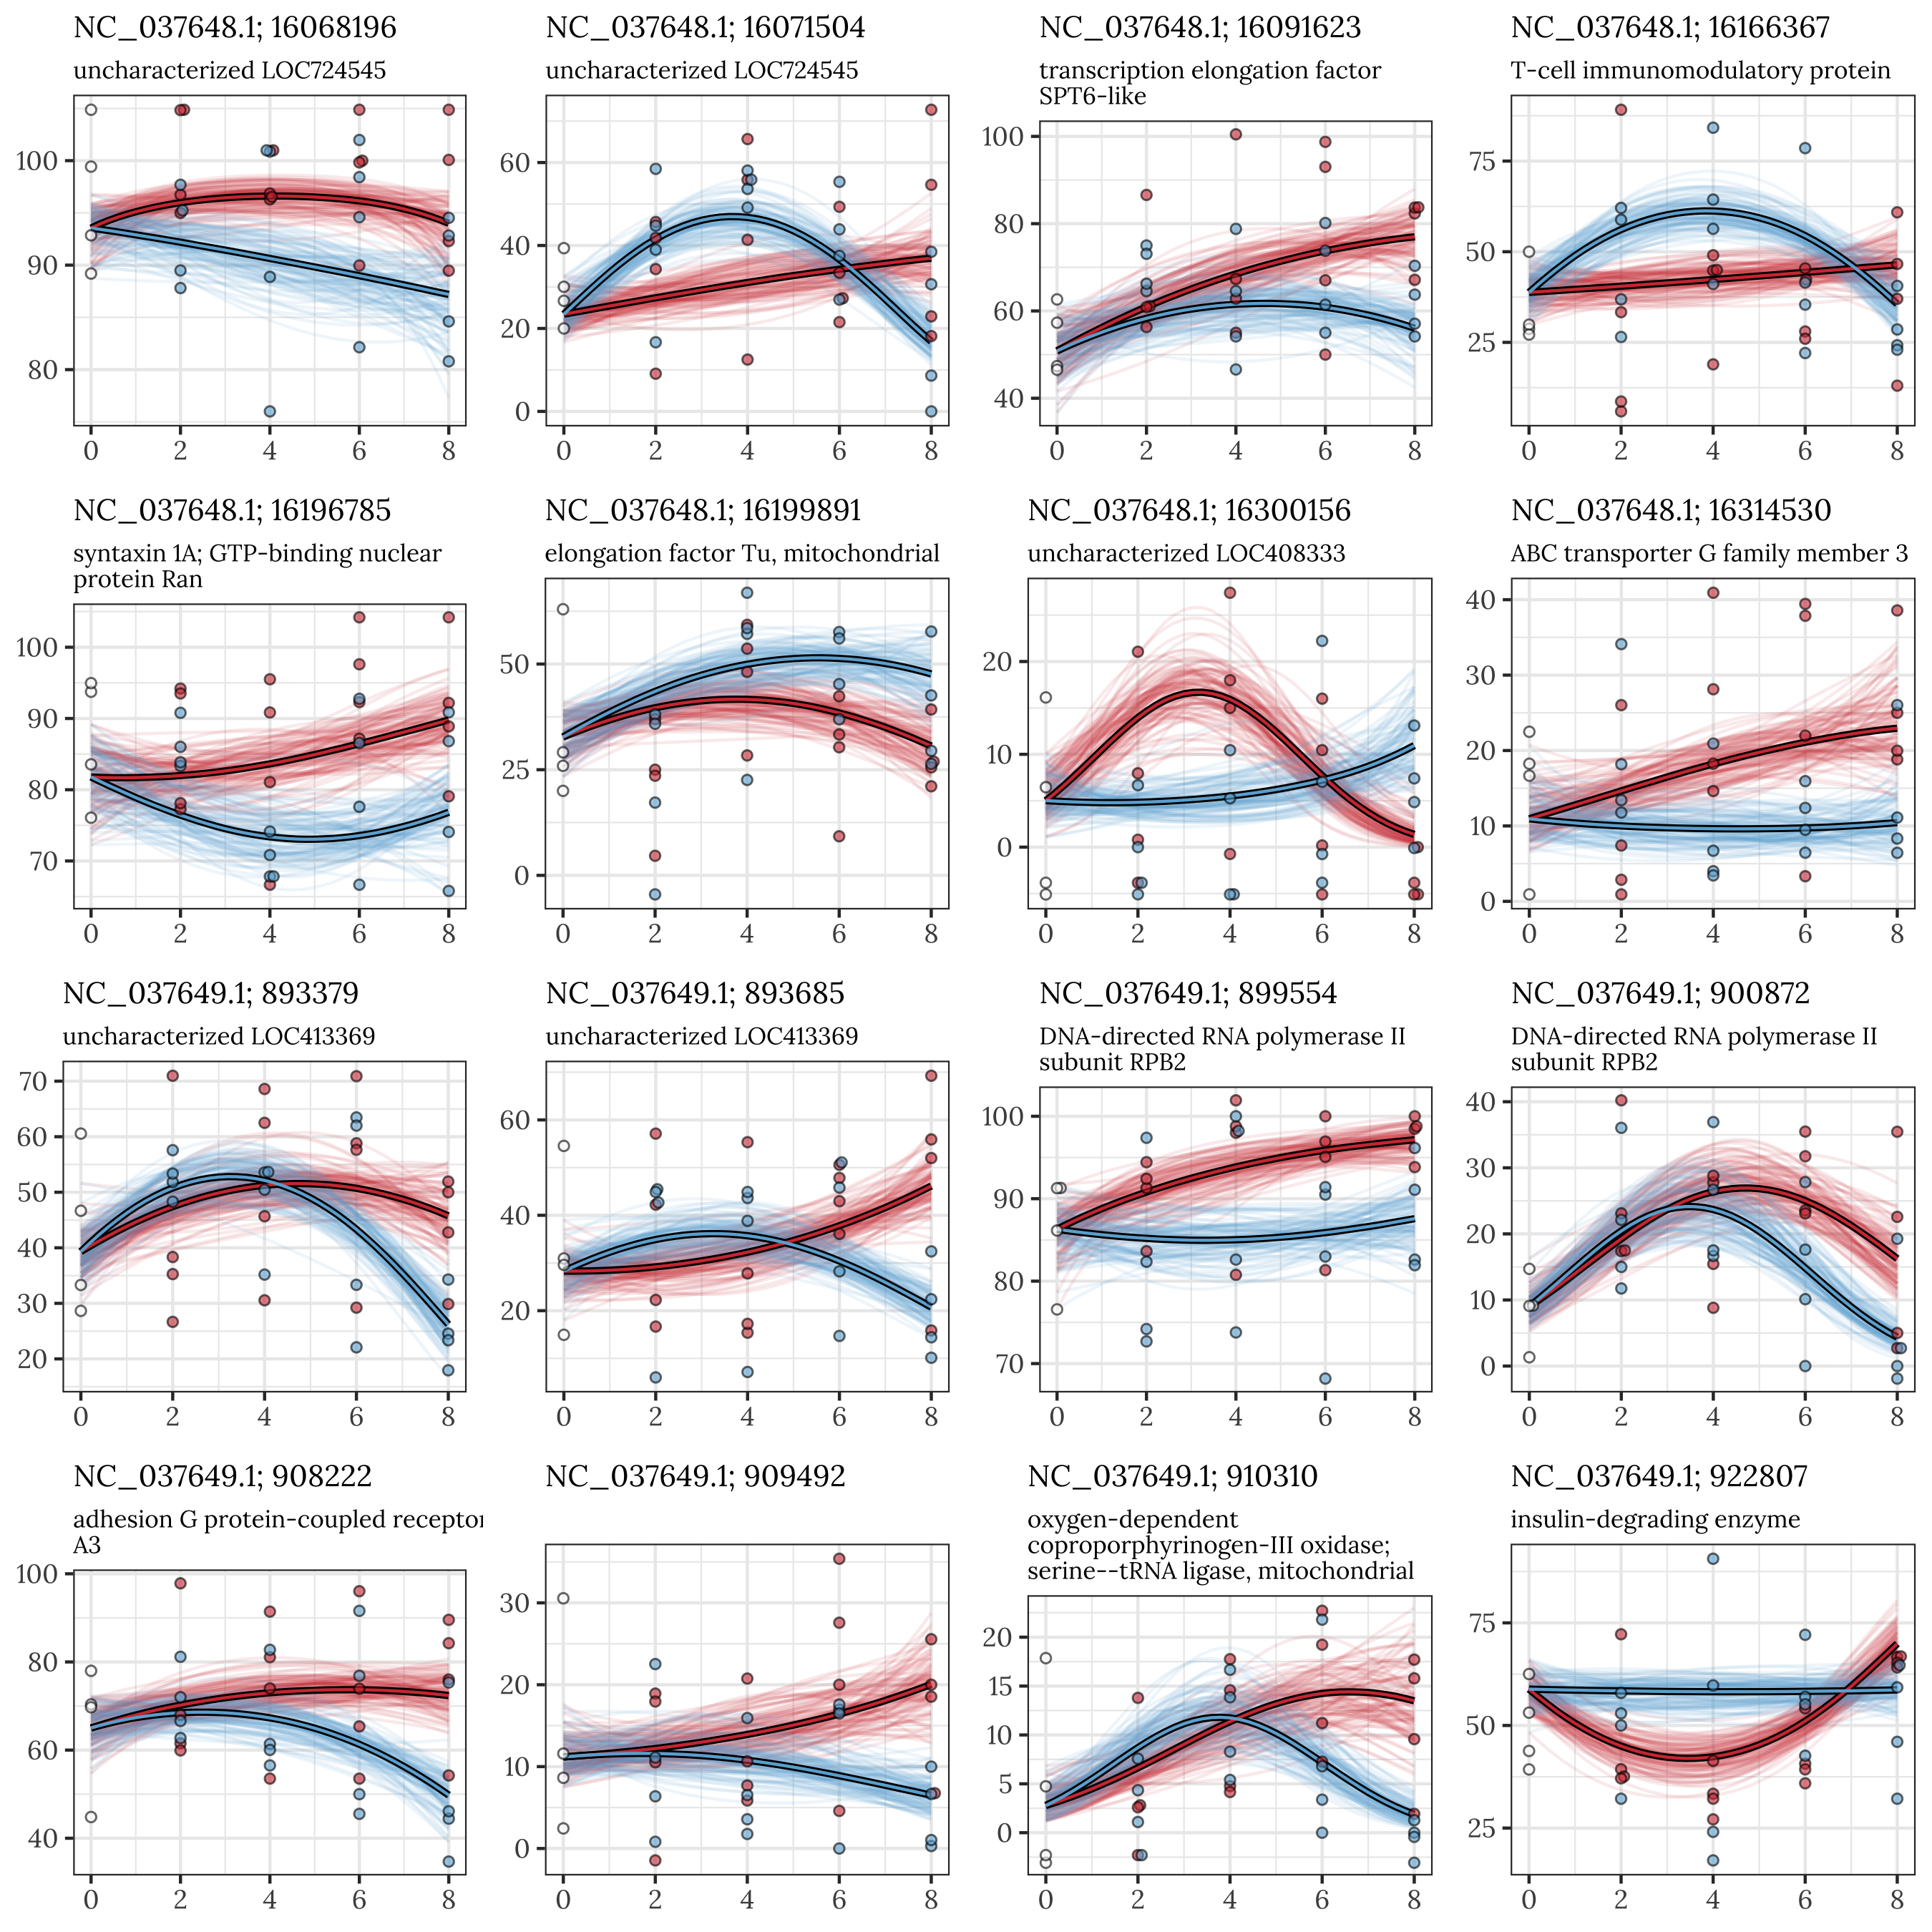 NC_037648.1; 16068196
uncharacterized LOC724545
100
90
80
0 2 4 6 8
NC_037648.1; 16071504
uncharacterized LOC724545
60
40
20
0
0 2 4 6 8
NC_037648.1; 16091623
transcription elongation factor
SPT6-like
100
80
60
40
0 2 4 6 8
NC_037648.1; 16166367
T-cell immunomodulatory protein
75
50
25
0 2 4 6 8
NC_037648.1; 16196785
syntaxin 1A; GTP-binding nuclear
protein Ran
100
90
80
70
0 2 4 6 8
NC_037648.1; 16199891
elongation factor Tu, mitochondrial
50
25
0
0 2 4 6 8
NC_037648.1; 16300156
uncharacterized LOC408333
20
10
0
0 2 4 6 8
NC_037648.1; 16314530
ABC transporter G family member 3
40
30
20
10
0
0 2 4 6 8
NC_037649.1; 893379
uncharacterized LOC413369
70
60
50
40
30
20
0 2 4 6 8
NC_037649.1; 893685
uncharacterized LOC413369
60
40
20
0 2 4 6 8
NC_037649.1; 899554
DNA-directed RNA polymerase II
subunit RPB2
100
90
80
70
0 2 4 6 8
NC_037649.1; 900872
DNA-directed RNA polymerase II
subunit RPB2
40
30
20
10
0
0 2 4 6 8
NC_037649.1; 908222
adhesion G protein-coupled receptor
A3
100
80
60
40
0 2 4 6 8
NC_037649.1; 909492
30
20
10
0
0 2 4 6 8
NC_037649.1; 910310
oxygen-dependent
coproporphyrinogen-III oxidase;
serine--tRNA ligase, mitochondrial
20
15
10
5
0
0 2 4 6 8
NC_037649.1; 922807
insulin-degrading enzyme
75
50
25
0 2 4 6 8